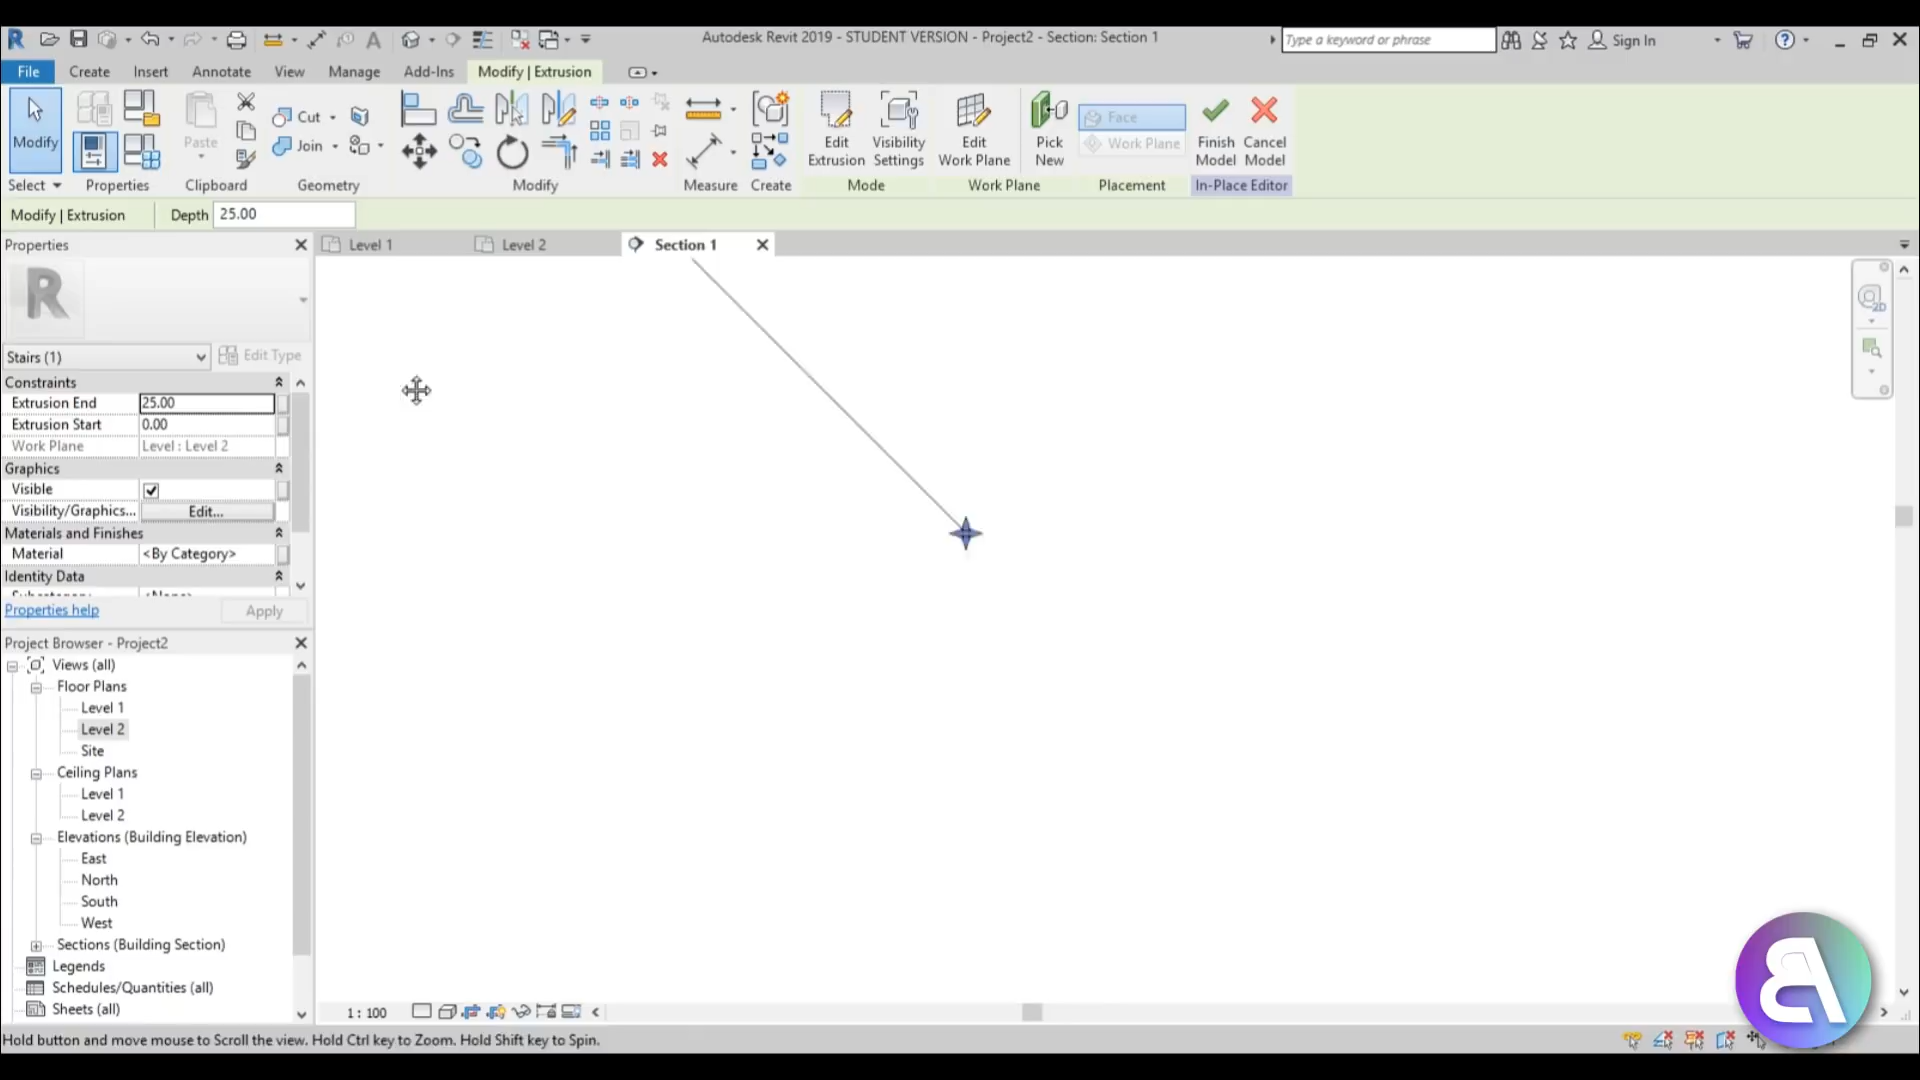 Autodesk Revit 2019 - STUDENT VERSION - Project2 - Section: Section 1
Type a keyword or phrase
Sign In
File Create Insert Annotate View Manage Add-Ins Modify | Extrusion
Modify
Paste
Cut
Join
Edit Extrusion
Visibility Settings
Edit Work Plane
Pick New
Face
Work Plane
Finish Model
Cancel Model
Select Properties Clipboard Geometry Modify Measure Create Mode Work Plane Placement In-Place Editor
Modify | Extrusion Depth 25.00
Properties
Level 1
Level 2
Section 1
R
Stairs (1)
Edit Type
Constraints
Extrusion End 25.00
Extrusion Start 0.00
Work Plane Level : Level 2
Graphics
Visible
Visibility/Graphics... Edit...
Materials and Finishes
Material <By Category>
Identity Data
Properties help
Apply
Project Browser - Project2
Views (all)
Floor Plans
Level 1
Level 2
Site
Ceiling Plans
Level 1
Level 2
Elevations (Building Elevation)
East
North
South
West
Sections (Building Section)
Legends
Schedules/Quantities (all)
Sheets (all)
1 : 100
2D
Hold button and move mouse to Scroll the view. Hold Ctrl key to Zoom. Hold Shift key to Spin.